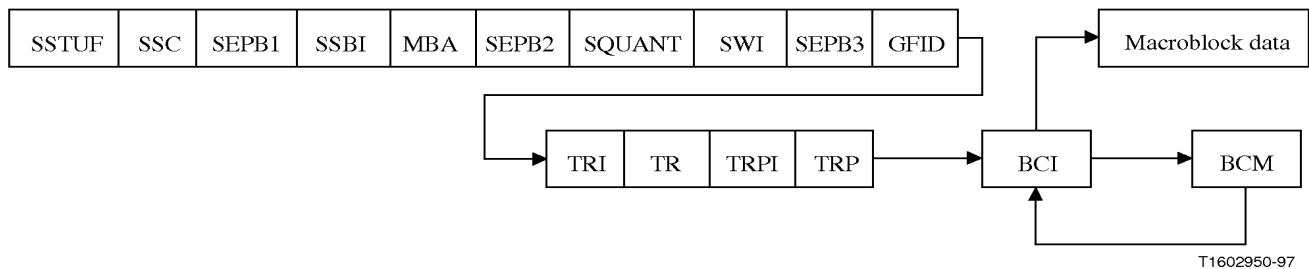 SSTUF SSC SEPB1 SSBI MBA SEPB2 SQUANT SWI SEPB3 GFID
Macroblock data
TRI TR TRPI TRP BCI BCM
T1602950-97